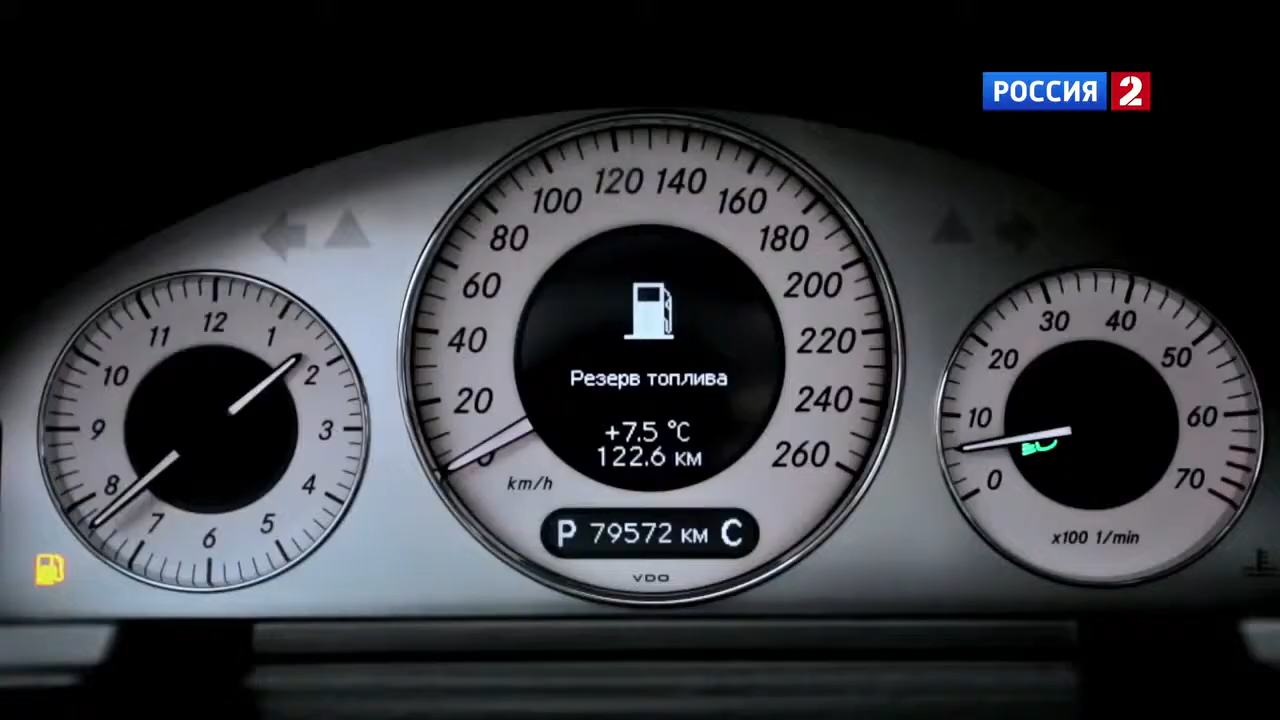 РОССИЯ 2
100 120 140 160
80 180
60 200
40 220
20 240
0 260
km/h
Резерв топлива
+7.5 °C
122.6 км
P 79572 км C
VDO
12
11 1
10 2
9 3
8 4
7 5
6
30 40
20 50
10 60
0 70
x100 1/min